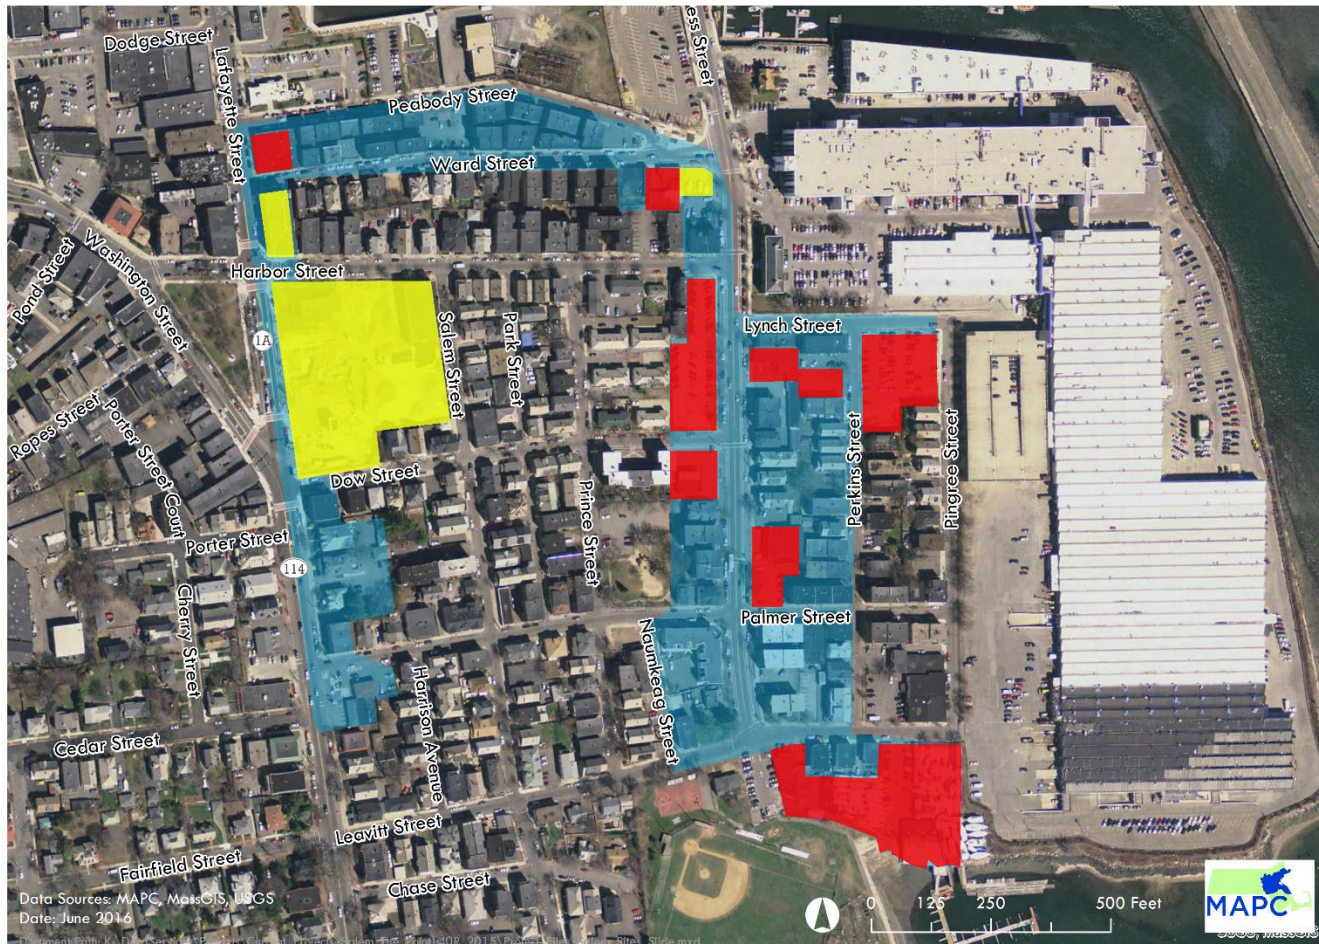 Dodge Street
Lafayette Street
ess Street
Peabody Street
Ward Street
Washington Street
Pond Street
Harbor Street
1A
Salem Street
Park Street
Lynch Street
Ropes Street
Porter Street Court
Dow Street
Prince Street
Perkins Street
Pingree Street
Porter Street
114
Cherry Street
Palmer Street
Naumkeag Street
Harrison Avenue
Cedar Street
Leavitt Street
Fairfield Street
Chase Street
Data Sources: MAPC, MassGIS, USGS
Date: June 2016
0 125 250 500 Feet
MAPC